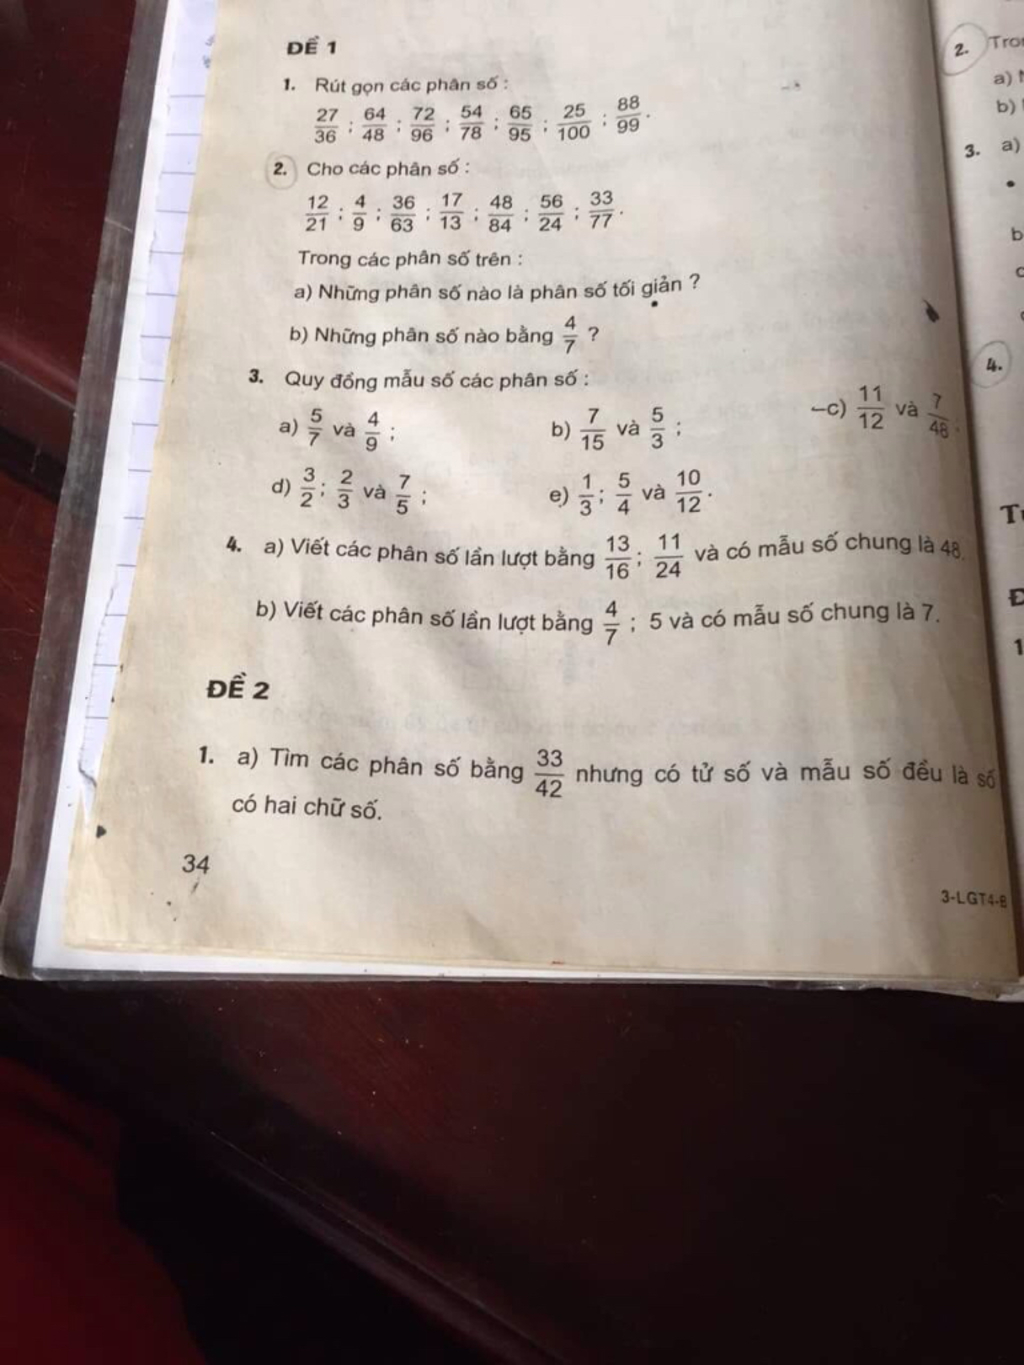 ĐỀ 1
1. Rút gọn các phân số :
27/36 ; 64/48 ; 72/96 ; 54/78 ; 65/95 ; 25/100 ; 88/99 .
2. Cho các phân số :
12/21 ; 4/9 ; 36/63 ; 17/13 ; 48/84 ; 56/24 ; 33/77 .
Trong các phân số trên :
a) Những phân số nào là phân số tối giản ?
b) Những phân số nào bằng 4/7 ?
3. Quy đồng mẫu số các phân số :
a) 5/7 và 4/9 ; b) 7/15 và 5/3 ; c) 11/12 và 7/48 ;
d) 3/2 ; 2/3 và 7/5 ; e) 1/3 ; 5/4 và 10/12 .
4. a) Viết các phân số lần lượt bằng 13/16 ; 11/24 và có mẫu số chung là 48.
b) Viết các phân số lần lượt bằng 4/7 ; 5 và có mẫu số chung là 7.
ĐỀ 2
1. a) Tìm các phân số bằng 33/42 nhưng có tử số và mẫu số đều là số
có hai chữ số.
34
3-LGT4-B
2.
a)
b)
3. a)
b
4.
1